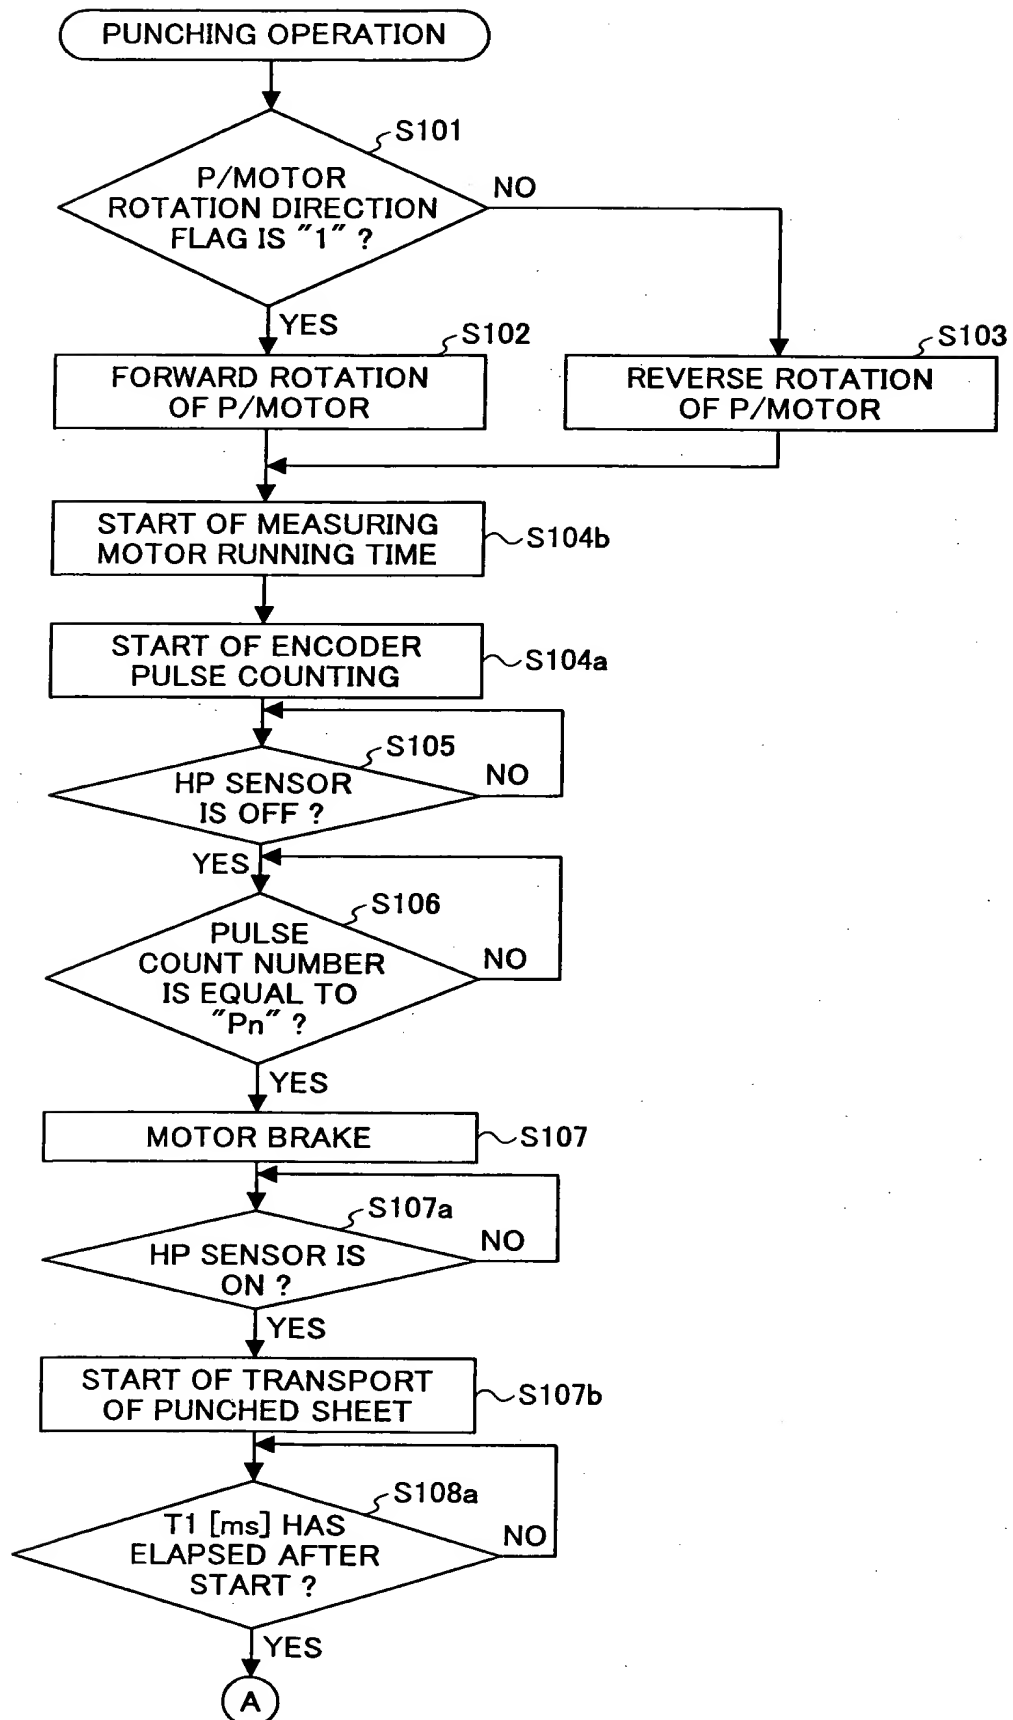 PUNCHING OPERATION
S101
P/MOTOR
ROTATION DIRECTION
FLAG IS "1" ?
NO
YES
S102
FORWARD ROTATION
OF P/MOTOR
S103
REVERSE ROTATION
OF P/MOTOR
START OF MEASURING
MOTOR RUNNING TIME
S104b
START OF ENCODER
PULSE COUNTING
S104a
S105
HP SENSOR
IS OFF ?
NO
YES
S106
PULSE
COUNT NUMBER
IS EQUAL TO
"Pn" ?
NO
YES
MOTOR BRAKE
S107
S107a
HP SENSOR IS
ON ?
NO
YES
START OF TRANSPORT
OF PUNCHED SHEET
S107b
S108a
T1 [ms] HAS
ELAPSED AFTER
START ?
NO
YES
A